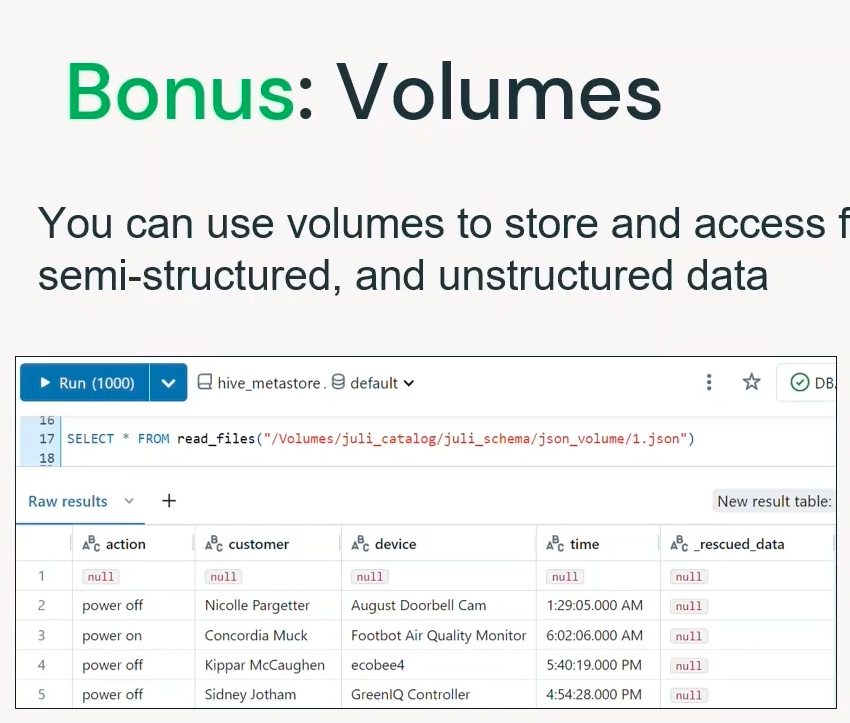 Bonus: Volumes
You can use volumes to store and access
semi-structured, and unstructured data
Run (1000) hive_metastore. default
16
17 SELECT * FROM read_files("/Volumes/juli_catalog/juli_schema/json_volume/1.json")
18
Raw results + New result table:
ABC action ABC customer ABC device ABC time ABC _rescued_data
1 null null null null null
2 power off Nicolle Pargetter August Doorbell Cam 1:29:05.000 AM null
3 power on Concordia Muck Footbot Air Quality Monitor 6:02:06.000 AM null
4 power off Kippar McCaughen ecobee4 5:40:19.000 PM null
5 power off Sidney Jotham GreenIQ Controller 4:54:28.000 PM null